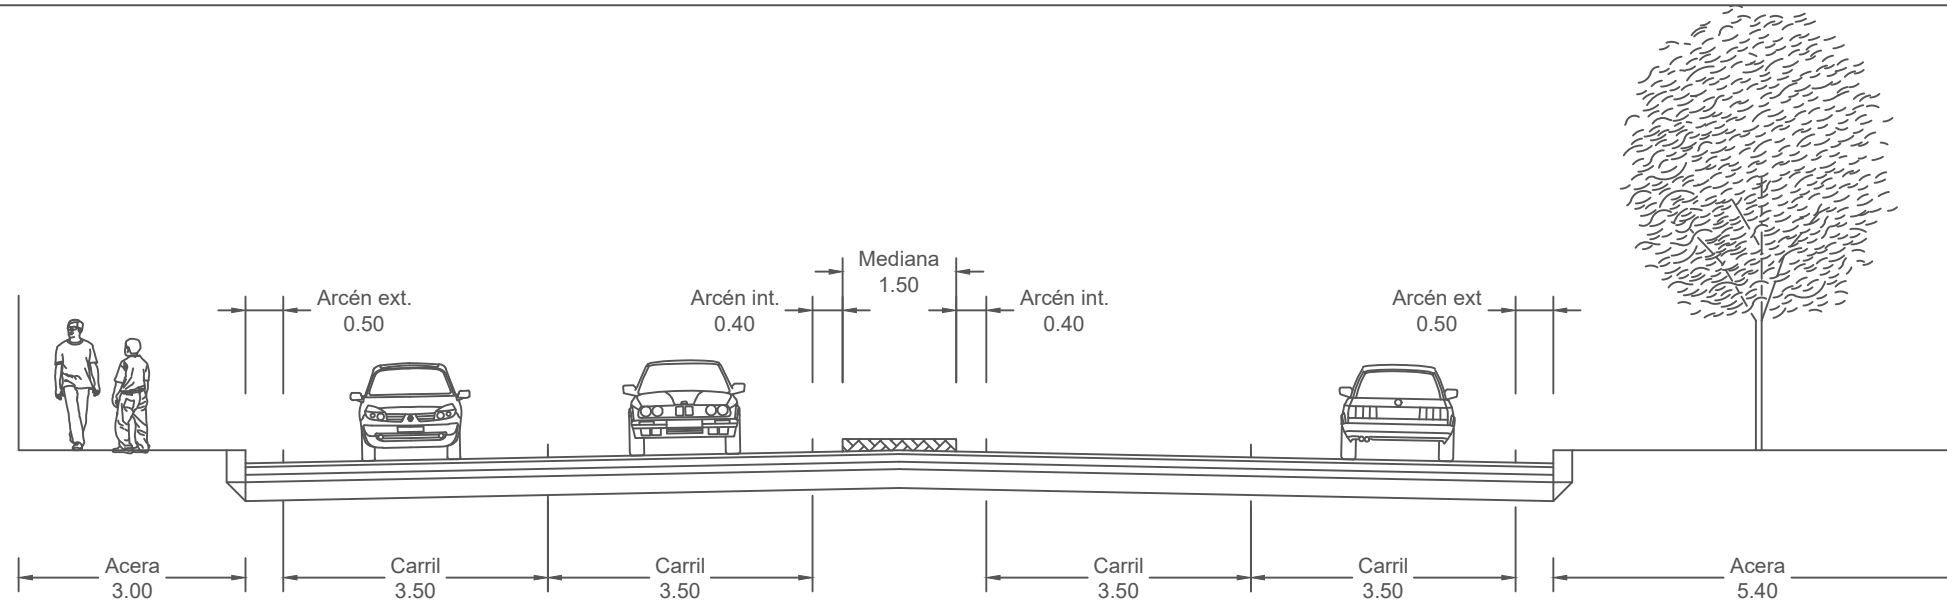 Mediana
1.50
Arcén ext.
0.50
Arcén int.
0.40
Arcén int.
0.40
Arcén ext
0.50
Acera
3.00
Carril
3.50
Carril
3.50
Carril
3.50
Carril
3.50
Acera
5.40